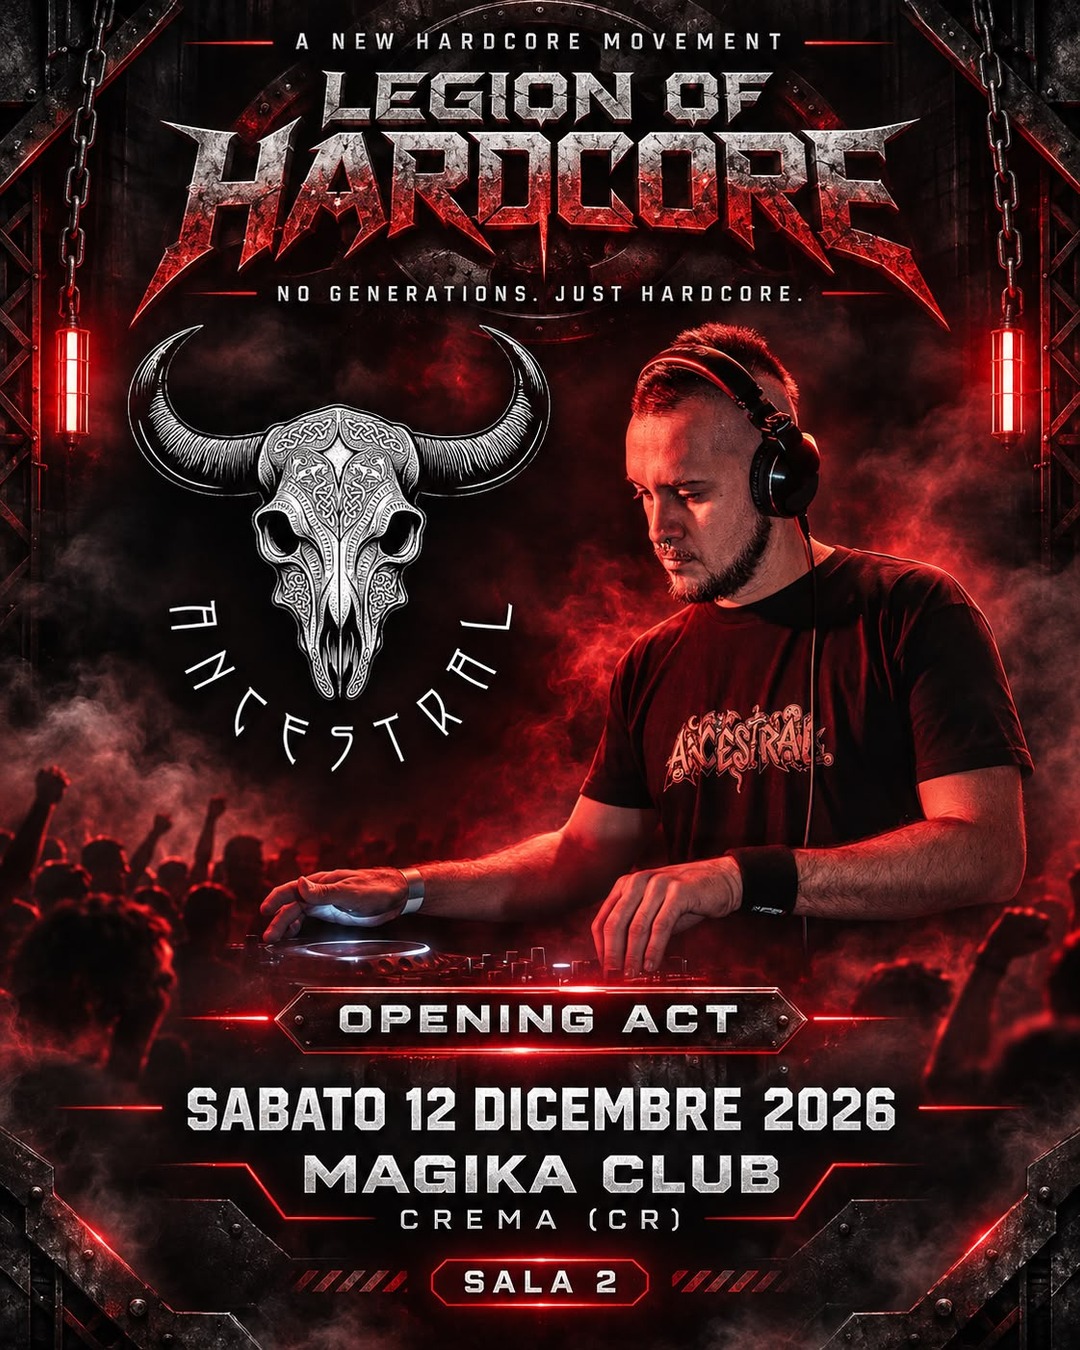 A NEW HARDCORE MOVEMENT
LEGION OF
HARDCORE
NO GENERATIONS. JUST HARDCORE.
ANCESTRAL
ANCESTRAL
OPENING ACT
SABATO 12 DICEMBRE 2026
MAGIKA CLUB
CREMA (CR)
SALA 2